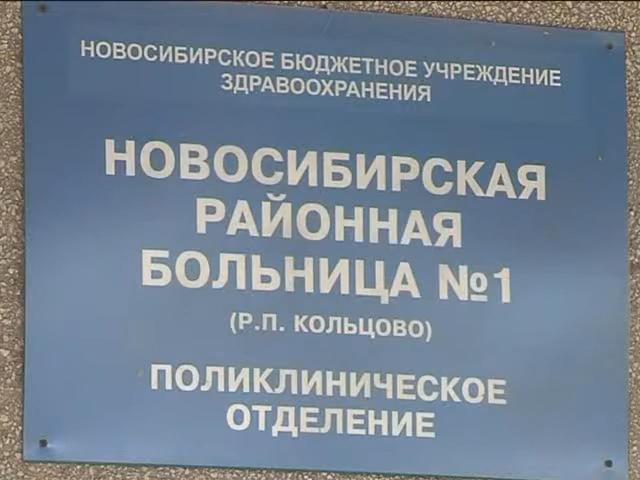 НОВОСИБИРСКОЕ БЮДЖЕТНОЕ УЧРЕЖДЕНИЕ
ЗДРАВООХРАНЕНИЯ
НОВОСИБИРСКАЯ
РАЙОННАЯ
БОЛЬНИЦА №1
(Р.П. КОЛЬЦОВО)
ПОЛИКЛИНИЧЕСКОЕ
ОТДЕЛЕНИЕ